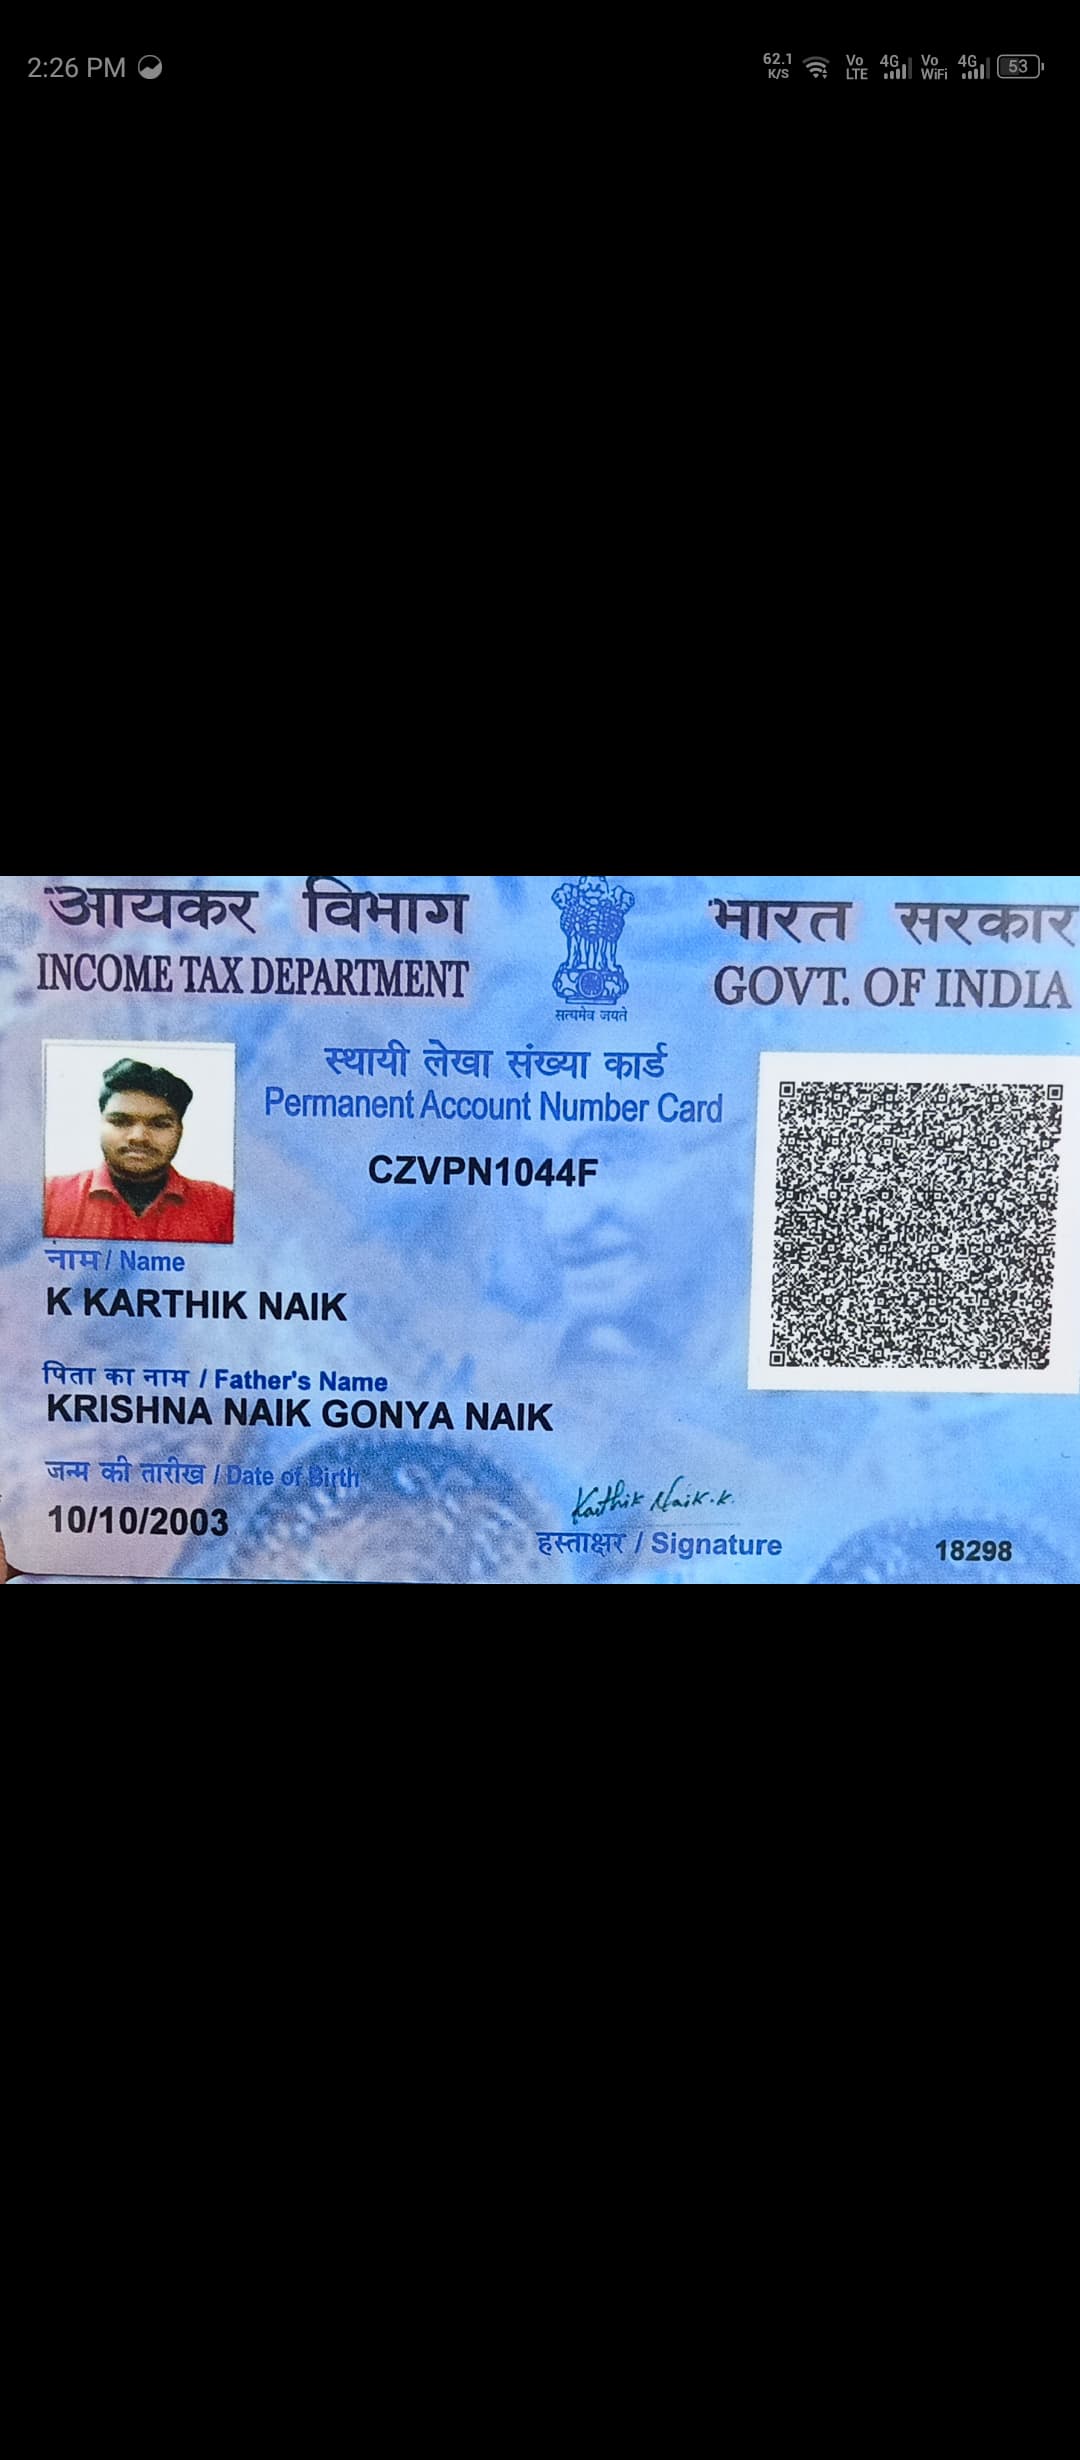 2:26 PM
62.1 K/S Vo LTE 4G Vo WiFi 4G 53
आयकर विभाग
INCOME TAX DEPARTMENT
सत्यमेव जयते
भारत सरकार
GOVT. OF INDIA
स्थायी लेखा संख्या कार्ड
Permanent Account Number Card
CZVPN1044F
नाम / Name
K KARTHIK NAIK
पिता का नाम / Father's Name
KRISHNA NAIK GONYA NAIK
जन्म की तारीख / Date of Birth
10/10/2003
Karthik Naik.K.
हस्ताक्षर / Signature
18298